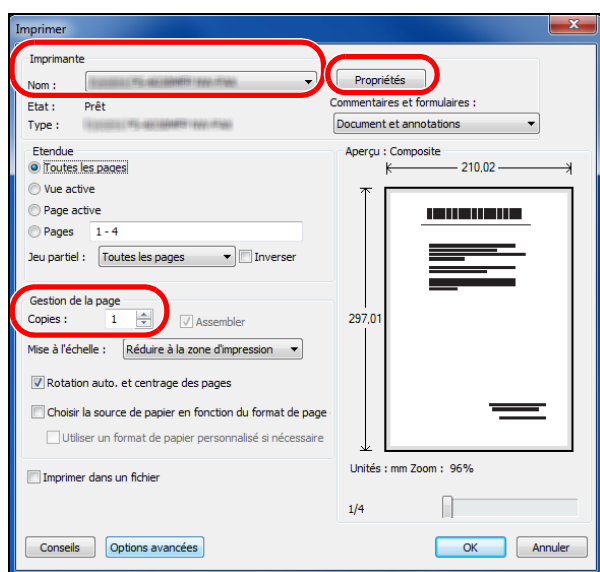 Imprimer
Imprimante
Nom :
Propriétés
Etat : Prêt
Commentaires et formulaires :
Type :
Document et annotations
Etendue
Toutes les pages
Vue active
Page active
Pages 1 - 4
Jeu partiel : Toutes les pages Inverser
Gestion de la page
Copies : 1 Assembler
Mise à l'échelle : Réduire à la zone d'impression
Rotation auto. et centrage des pages
Choisir la source de papier en fonction du format de page
Utiliser un format de papier personnalisé si nécessaire
Imprimer dans un fichier
Aperçu : Composite
210,02
297,01
Unités : mm Zoom : 96%
1/4
Conseils Options avancées OK Annuler